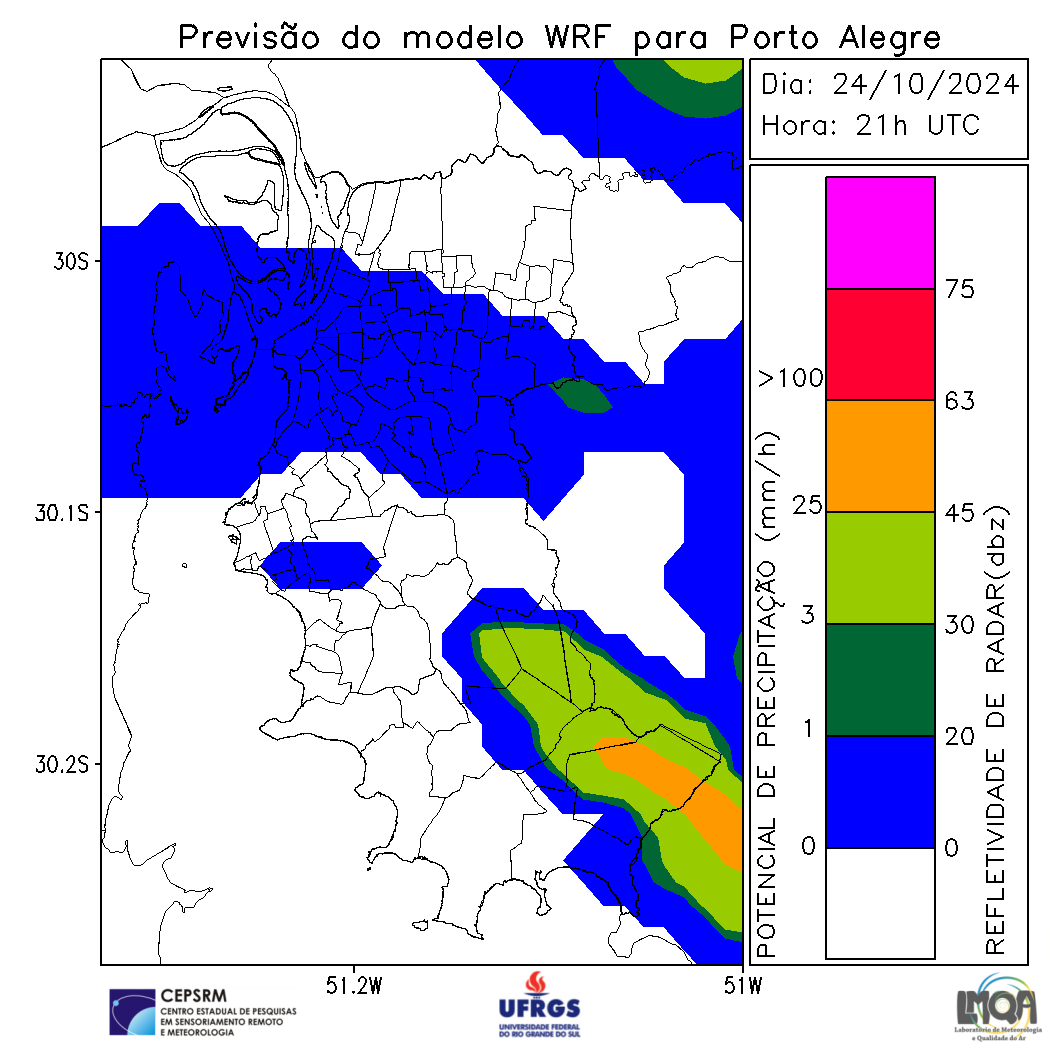 Previsão do modelo WRF para Porto Alegre
Dia: 24/10/2024
Hora: 21h UTC
30S
30.1S
30.2S
51.2W
51W
POTENCIAL DE PRECIPITAÇÃO (mm/h)
>100
25
3
1
0
75
63
45
30
20
0
REFLETIVIDADE DE RADAR(dbz)
CEPSRM
CENTRO ESTADUAL DE PESQUISAS
EM SENSORIAMENTO REMOTO
E METEOROLOGIA
UFRGS
UNIVERSIDADE FEDERAL
DO RIO GRANDE DO SUL
LMQA
Laboratório de Meteorologia
e Qualidade do Ar